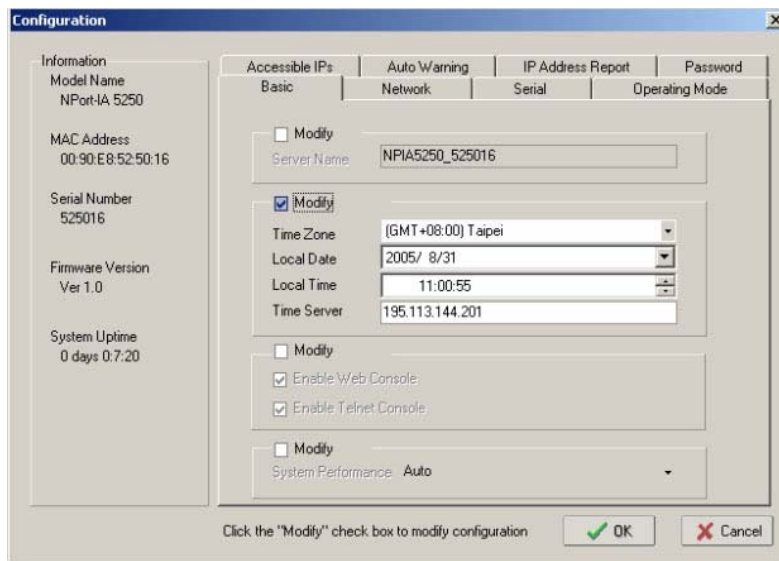 Configuration
Information
Model Name
NPort-IA 5250
MAC Address
00:90:E8:52:50:16
Serial Number
525016
Firmware Version
Ver 1.0
System Uptime
0 days 0:7:20
Accessible IPs
Auto Warning
IP Address Report
Password
Basic
Network
Serial
Operating Mode
Modify
Server Name
NPIA5250_525016
Modify
Time Zone
(GMT+08:00) Taipei
Local Date
2005/ 8/31
Local Time
11:00:55
Time Server
195.113.144.201
Modify
Enable Web Console
Enable Telnet Console
Modify
System Performance
Auto
Click the "Modify" check box to modify configuration
OK
Cancel